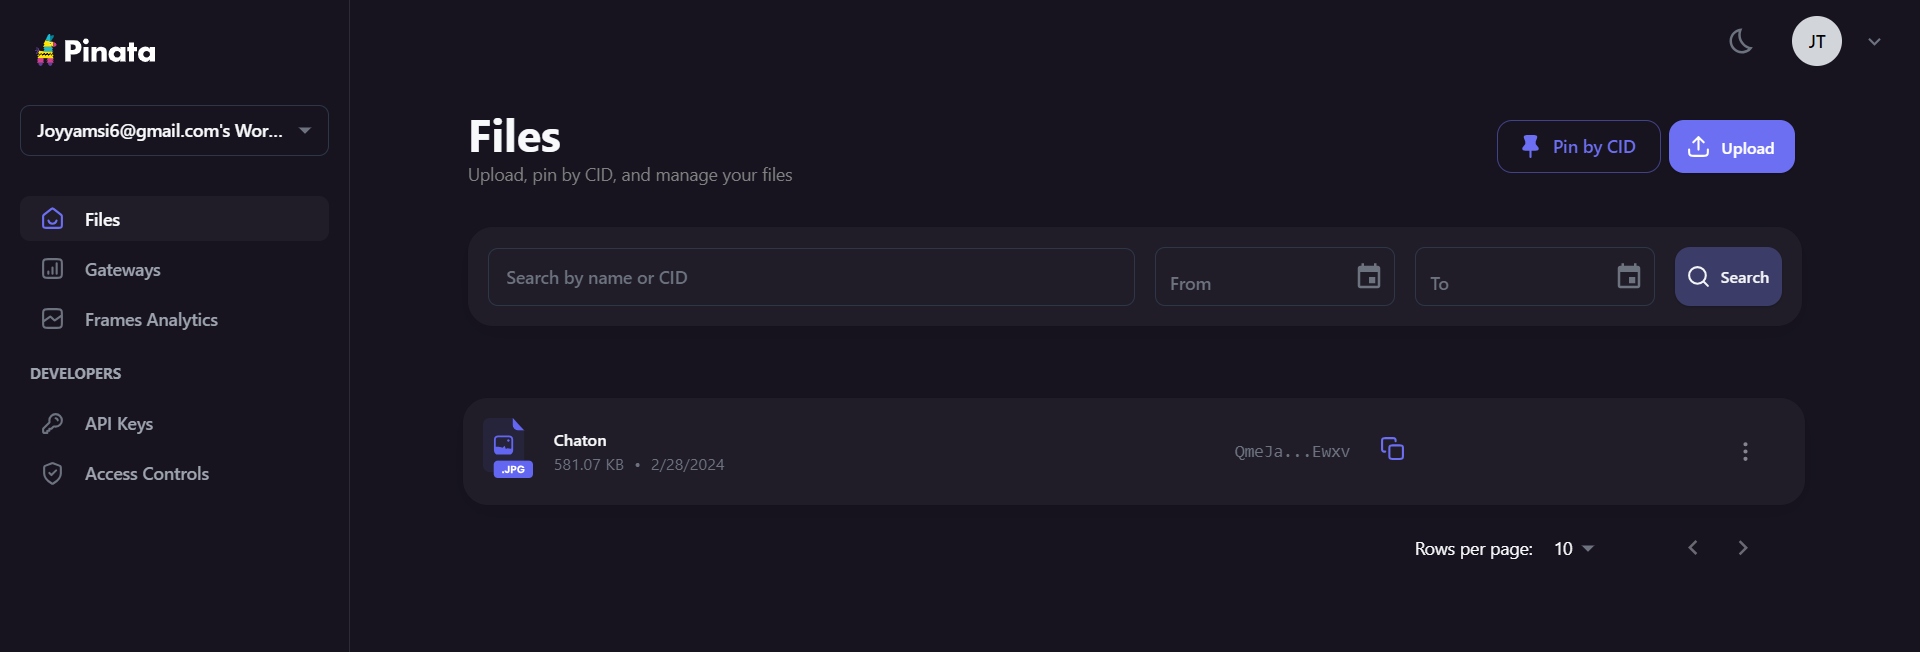 Pinata
JT
Joyyamsi6@gmail.com's Wor...
Files
Gateways
Frames Analytics
DEVELOPERS
API Keys
Access Controls
Files
Upload, pin by CID, and manage your files
Pin by CID
Upload
Search by name or CID
From
To
Search
.JPG
Chaton
581.07 KB • 2/28/2024
QmeJa...Ewxv
Rows per page: 10